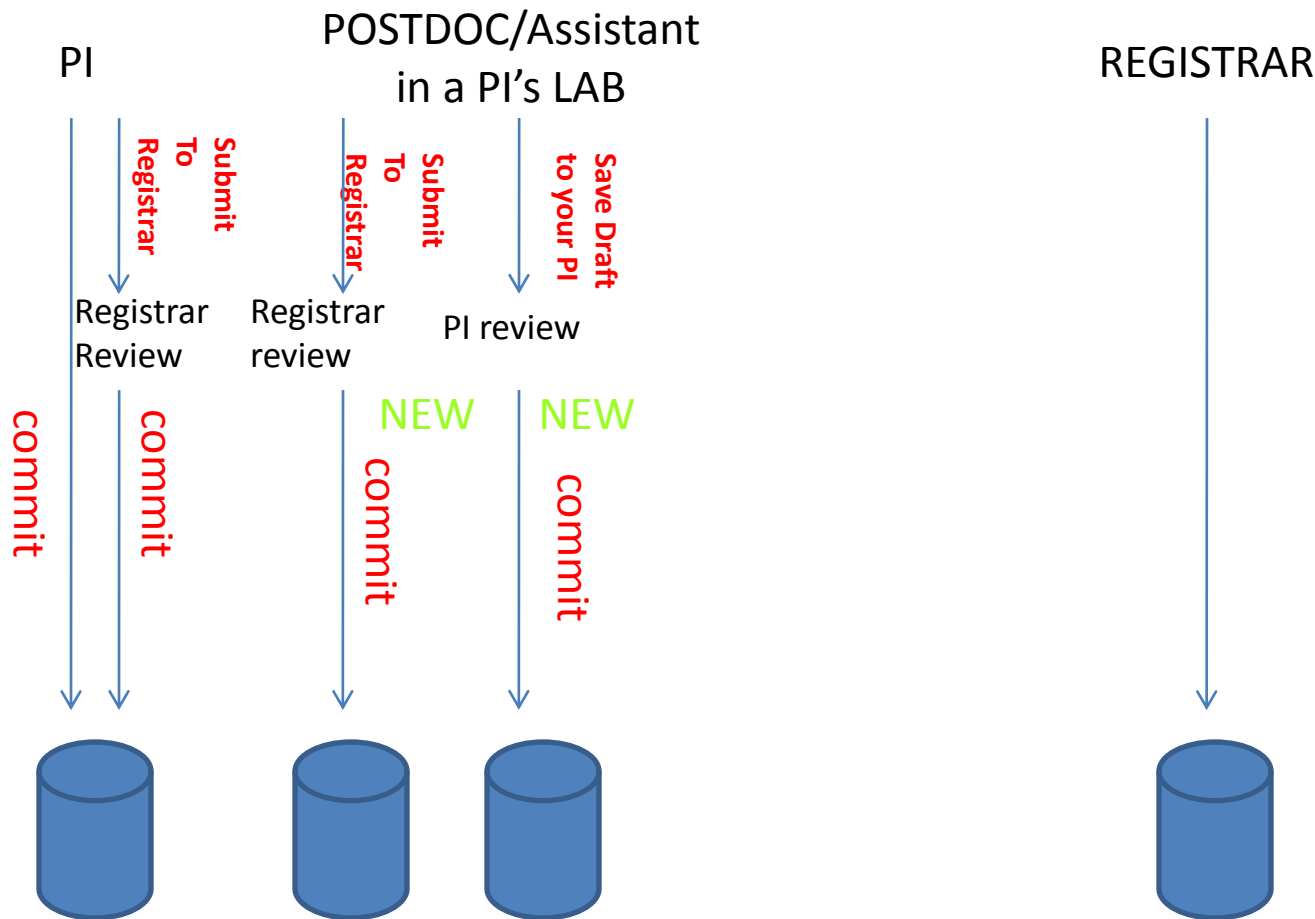 PI
POSTDOC/Assistant
in a PI's LAB
REGISTRAR
Submit
To
Registrar
Submit
To
Registrar
Save Draft
to your PI
Registrar
Review
Registrar
review
PI review
commit
commit
NEW
commit
NEW
commit